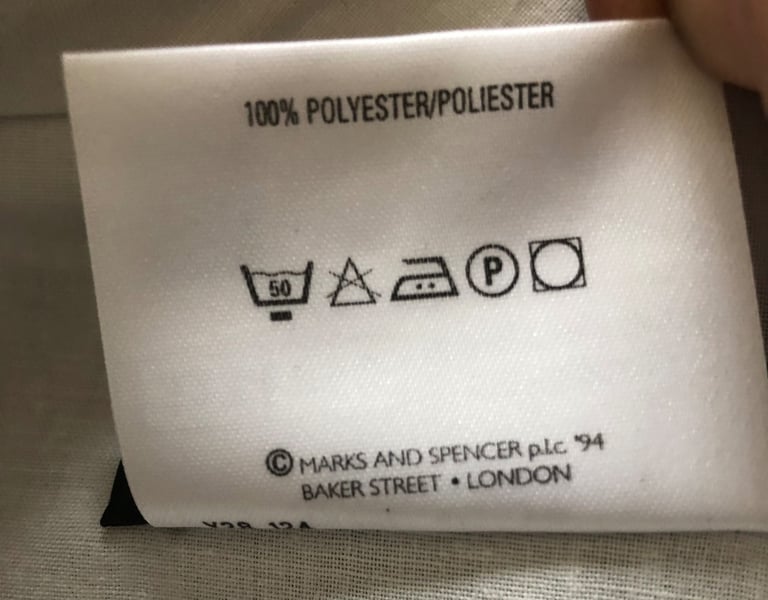 100% POLYESTER/POLIESTER
50 P
© MARKS AND SPENCER p.l.c. '94
BAKER STREET • LONDON